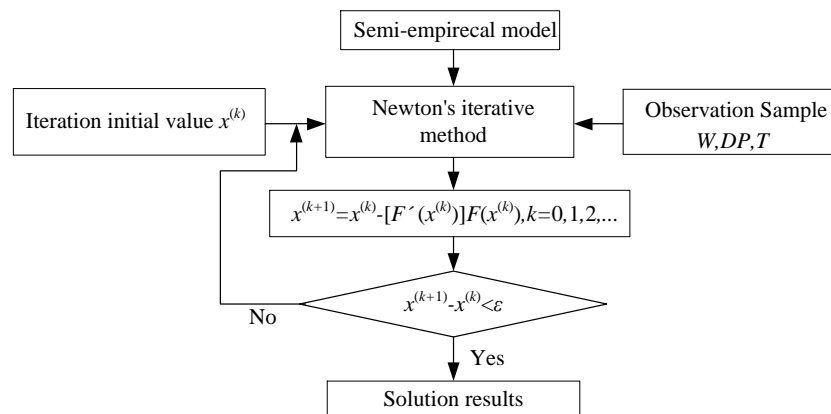 Semi-empirecal model
Iteration initial value x^(k)
Newton's iterative
method
Observation Sample
W,DP,T
x^(k+1)=x^(k)-[F´(x^(k))]F(x^(k)),k=0,1,2,...
x^(k+1)-x^(k)<ε
No
Yes
Solution results